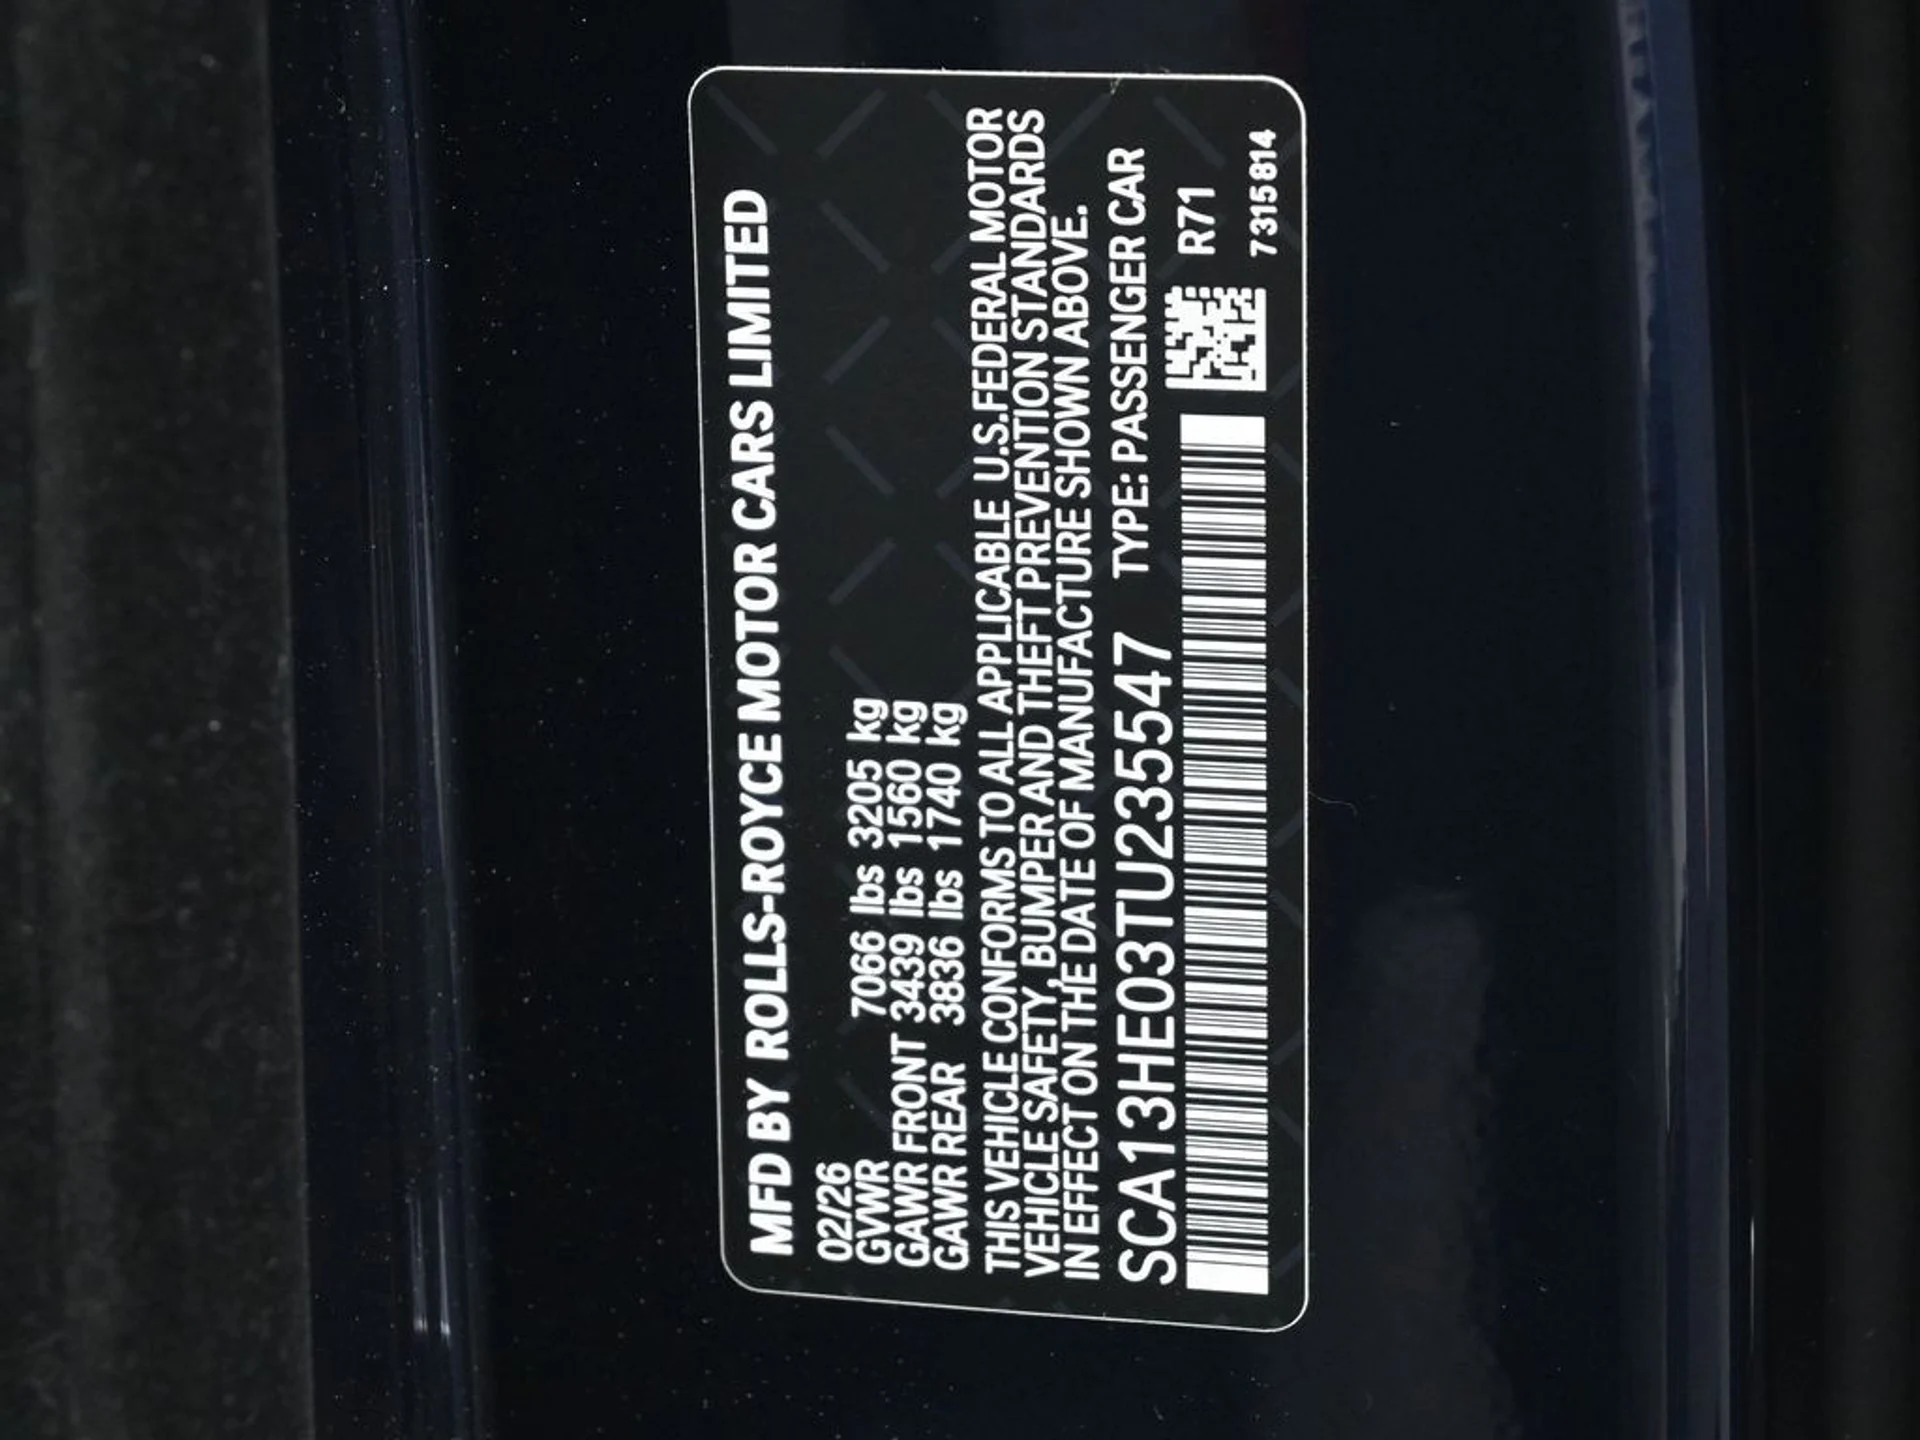 MFD BY ROLLS-ROYCE MOTOR CARS LIMITED
02/26
GVWR 7066 lbs 3205 kg
GAWR FRONT 3439 lbs 1560 kg
GAWR REAR 3836 lbs 1740 kg
THIS VEHICLE CONFORMS TO ALL APPLICABLE U.S.FEDERAL MOTOR
VEHICLE SAFETY, BUMPER AND THEFT PREVENTION STANDARDS
IN EFFECT ON THE DATE OF MANUFACTURE SHOWN ABOVE.
SCA13HE03TU235547 TYPE: PASSENGER CAR
R71
7315814